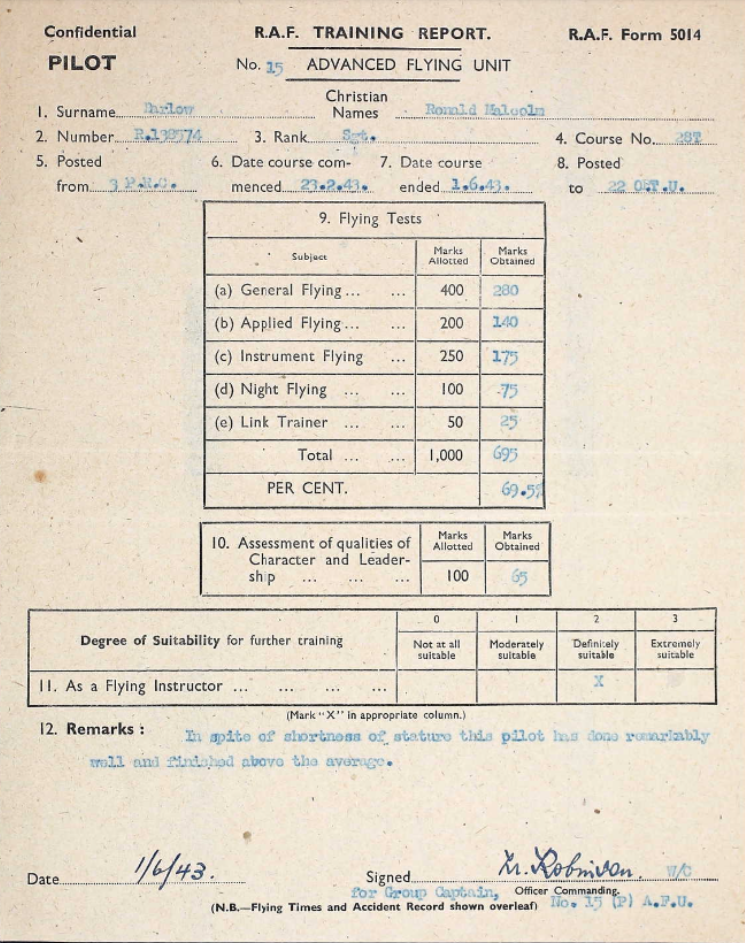 Confidential R.A.F. TRAINING REPORT. R.A.F. Form 5014
PILOT No. 15 ADVANCED FLYING UNIT
1. Surname Darlow Christian Names Ronald Malcolm
2. Number R.138574 3. Rank Sgt. 4. Course No. 28T
5. Posted 6. Date course com- 7. Date course 8. Posted
from 3 P.R.C. menced 23.2.43. ended 1.6.43. to 22 O.T.U.
9. Flying Tests
Subject Marks Allotted Marks Obtained
(a) General Flying ... ... 400 280
(b) Applied Flying ... ... 200 140
(c) Instrument Flying ... 250 175
(d) Night Flying ... ... 100 75
(e) Link Trainer ... ... 50 25
Total ... ... 1,000 695
PER CENT. 69.5%
10. Assessment of qualities of Marks Allotted Marks Obtained
Character and Leader-
ship ... ... ... 100 65
0 1 2 3
Degree of Suitability for further training Not at all suitable Moderately suitable Definitely suitable Extremely suitable
11. As a Flying Instructor ... ... ... ... X
(Mark "X" in appropriate column.)
12. Remarks : In spite of shortness of stature this pilot has done remarkably
well and finished above the average.
Date 1/6/43. Signed Robinson. W/C
for Group Captain, Officer Commanding.
(N.B.—Flying Times and Accident Record shown overleaf) No. 15 (P) A.F.U.